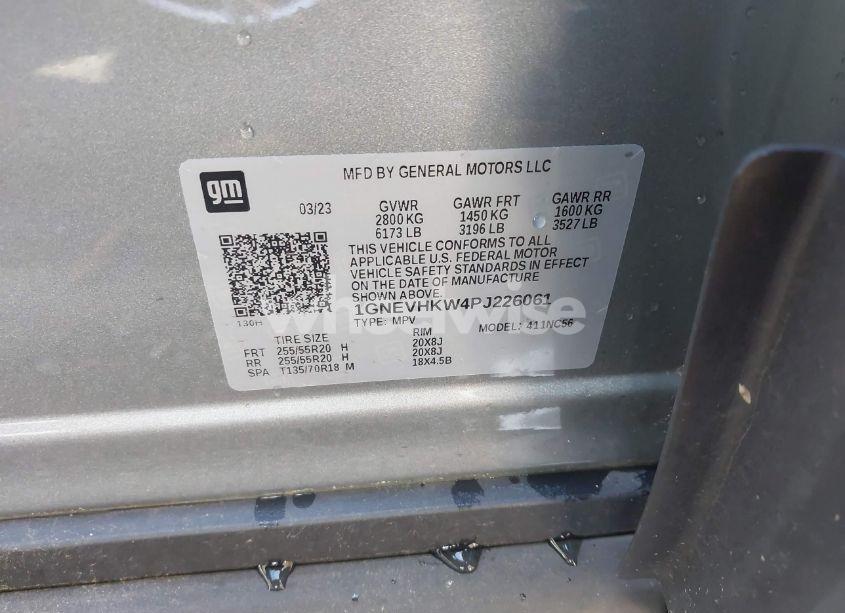 gm
MFD BY GENERAL MOTORS LLC
03/23
GVWR GAWR FRT GAWR RR
2800 KG 1450 KG 1600 KG
6173 LB 3196 LB 3527 LB
THIS VEHICLE CONFORMS TO ALL
APPLICABLE U.S. FEDERAL MOTOR
VEHICLE SAFETY STANDARDS IN EFFECT
ON THE DATE OF MANUFACTURE
SHOWN ABOVE.
1GNEVHKW4PJ226061
130H TYPE: MPV MODEL: 411NC56
TIRE SIZE RIM
FRT 255/55R20 H 20X8J
RR 255/55R20 H 20X8J
SPA T135/70R18 M 18X4.5B